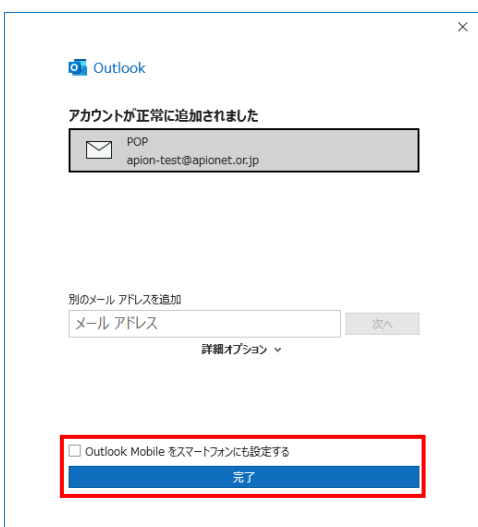 Outlook
アカウントが正常に追加されました
POP
apion-test@apionet.or.jp
別のメール アドレスを追加
メール アドレス
次へ
詳細オプション
Outlook Mobile をスマートフォンにも設定する
完了